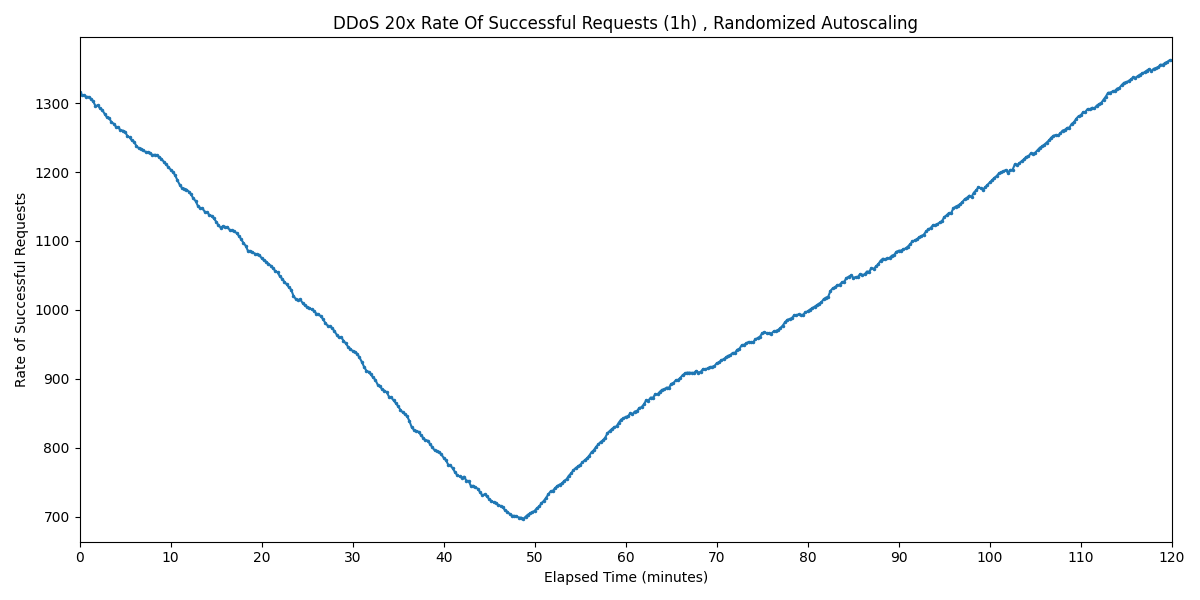 DDoS 20x Rate Of Successful Requests (1h) , Randomized Autoscaling
Rate of Successful Requests
1300
1200
1100
1000
900
800
700
0 10 20 30 40 50 60 70 80 90 100 110 120
Elapsed Time (minutes)